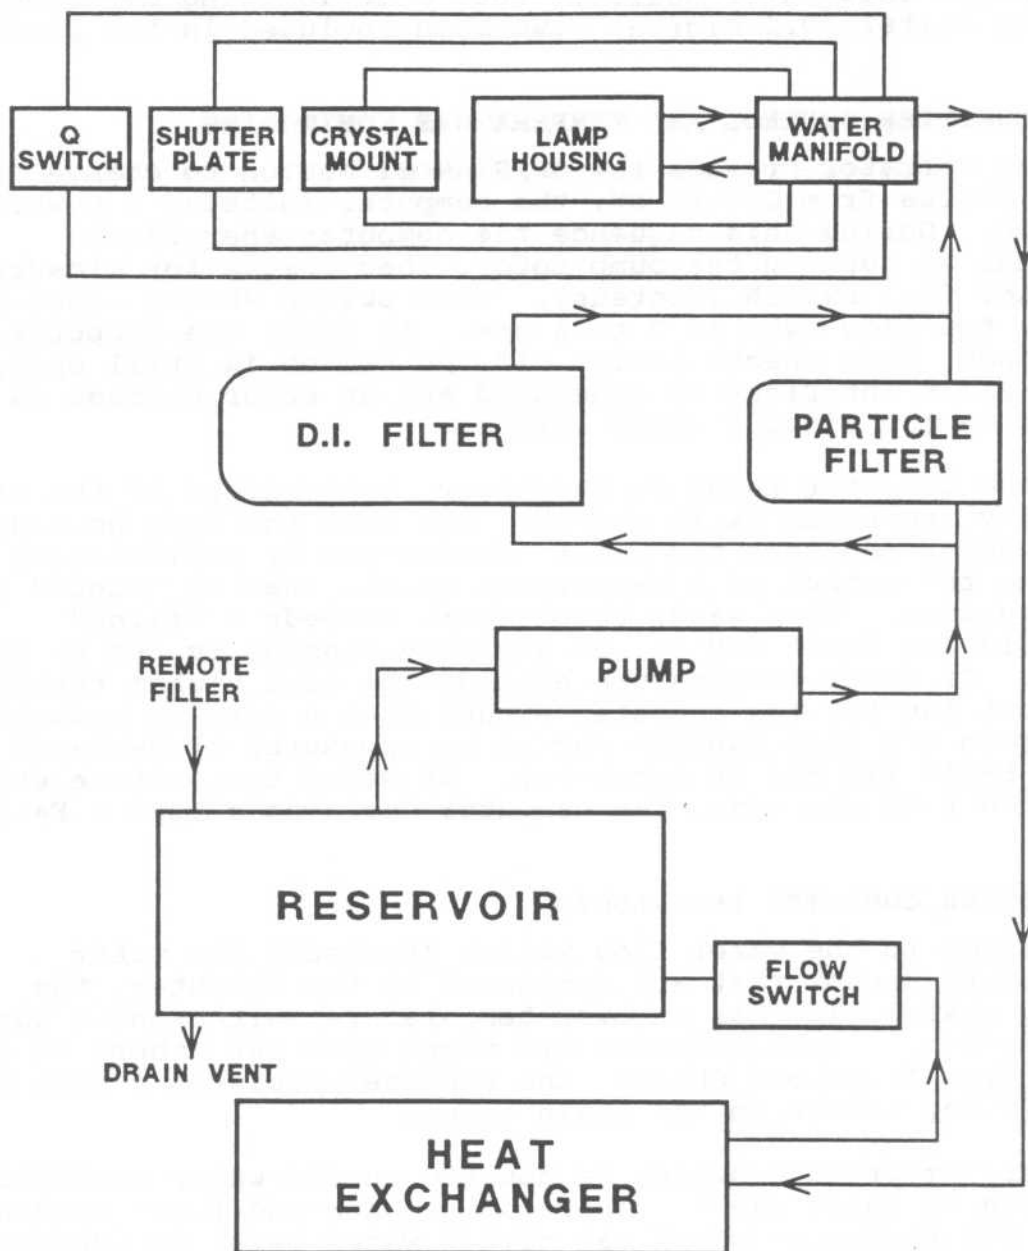 Q
SWITCH
SHUTTER
PLATE
CRYSTAL
MOUNT
LAMP
HOUSING
WATER
MANIFOLD
D.I. FILTER
PARTICLE
FILTER
REMOTE
FILLER
PUMP
RESERVOIR
FLOW
SWITCH
DRAIN VENT
HEAT
EXCHANGER